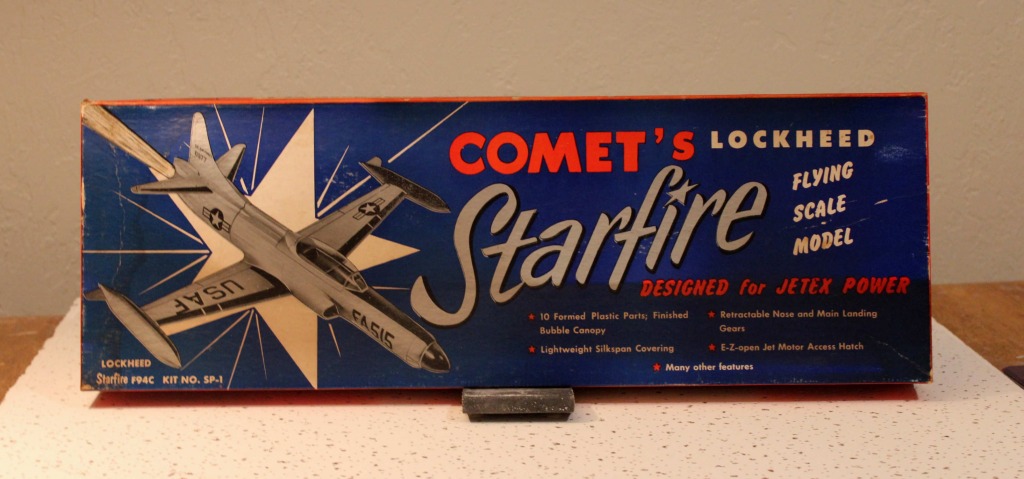 COMET'S LOCKHEED
Starfire
FLYING
SCALE
MODEL
DESIGNED for JETEX POWER
★ 10 Formed Plastic Parts; Finished
Bubble Canopy
★ Lightweight Silkspan Covering
★ Retractable Nose and Main Landing
Gears
★ E-Z-open Jet Motor Access Hatch
★ Many other features
USAF
FA515
LOCKHEED
Starfire F94C KIT NO. SP-1